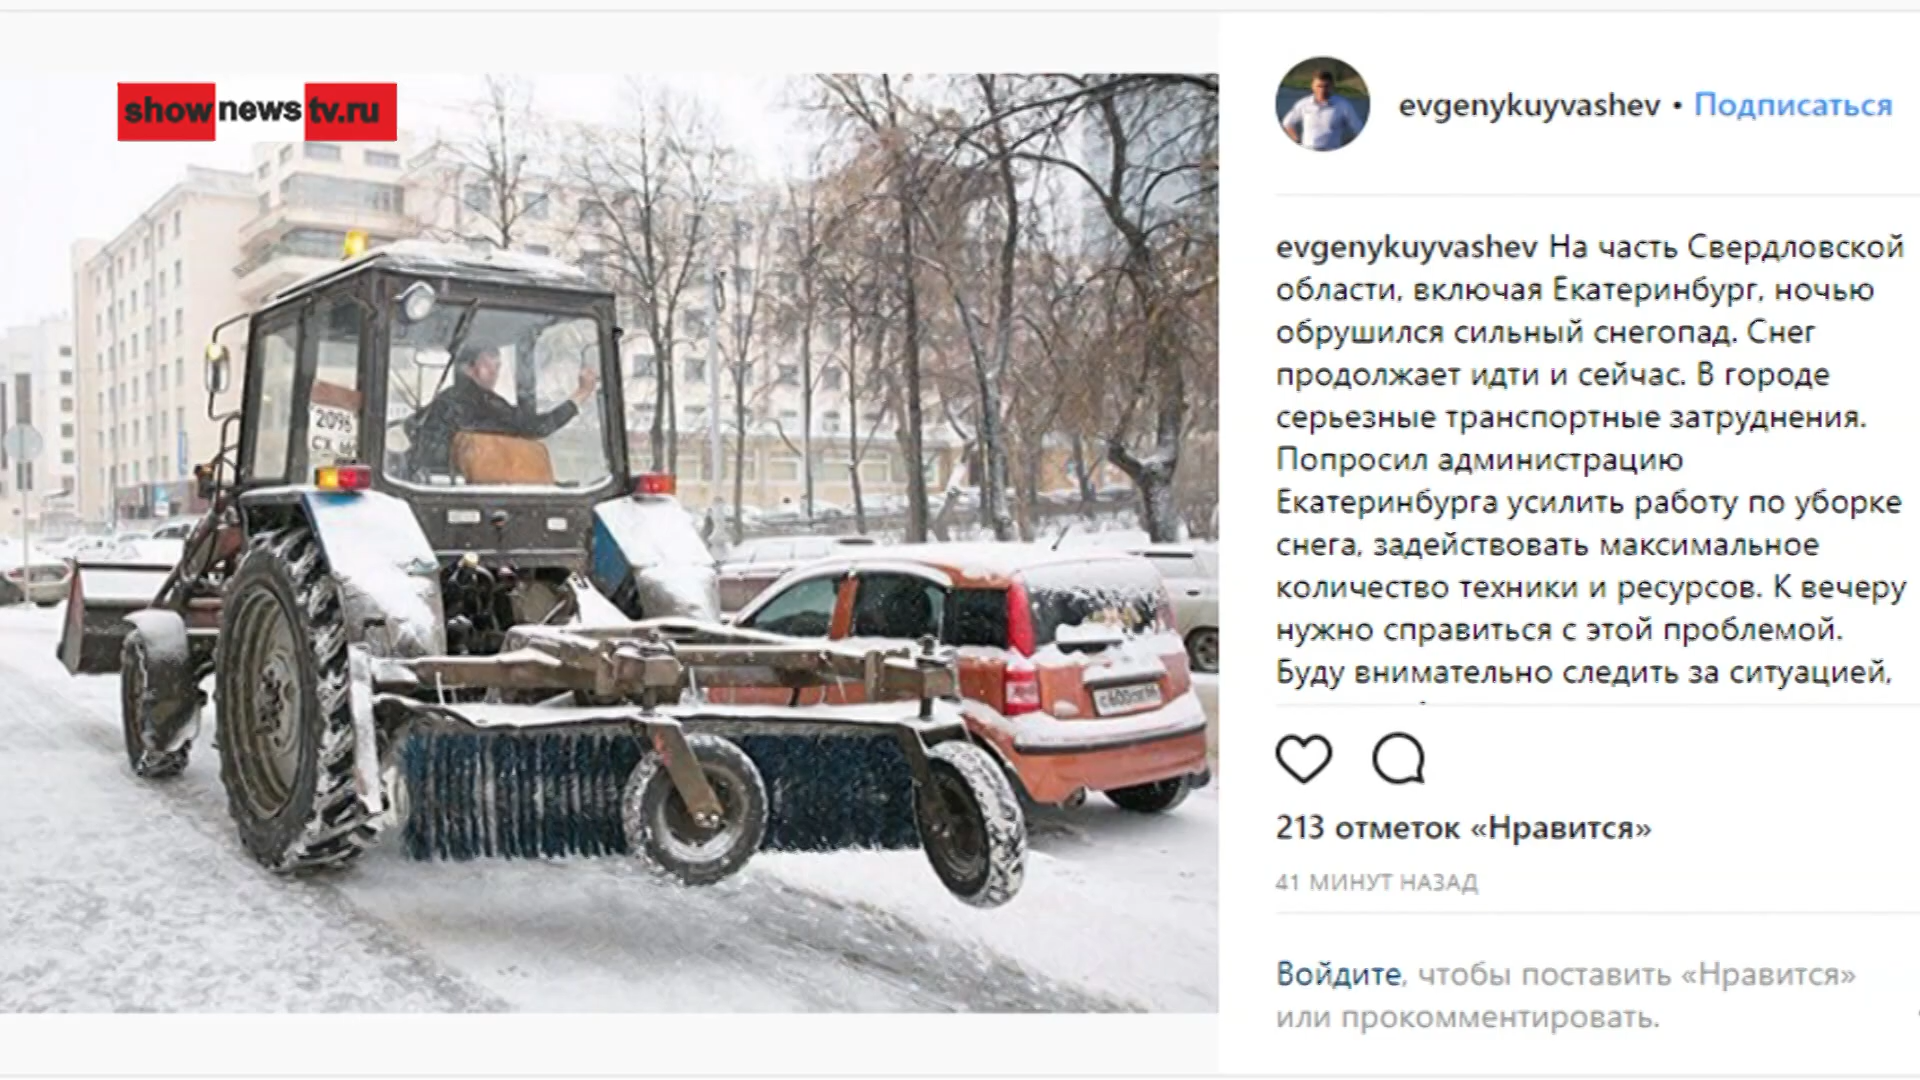 shownewstv.ru
2096
СХ
evgenykuyvashev • Подписаться
evgenykuyvashev На часть Свердловской
области, включая Екатеринбург, ночью
обрушился сильный снегопад. Снег
продолжает идти и сейчас. В городе
серьезные транспортные затруднения.
Попросил администрацию
Екатеринбурга усилить работу по уборке
снега, задействовать максимальное
количество техники и ресурсов. К вечеру
нужно справиться с этой проблемой.
Буду внимательно следить за ситуацией,
213 отметок «Нравится»
41 МИНУТ НАЗАД
Войдите, чтобы поставить «Нравится»
или прокомментировать.